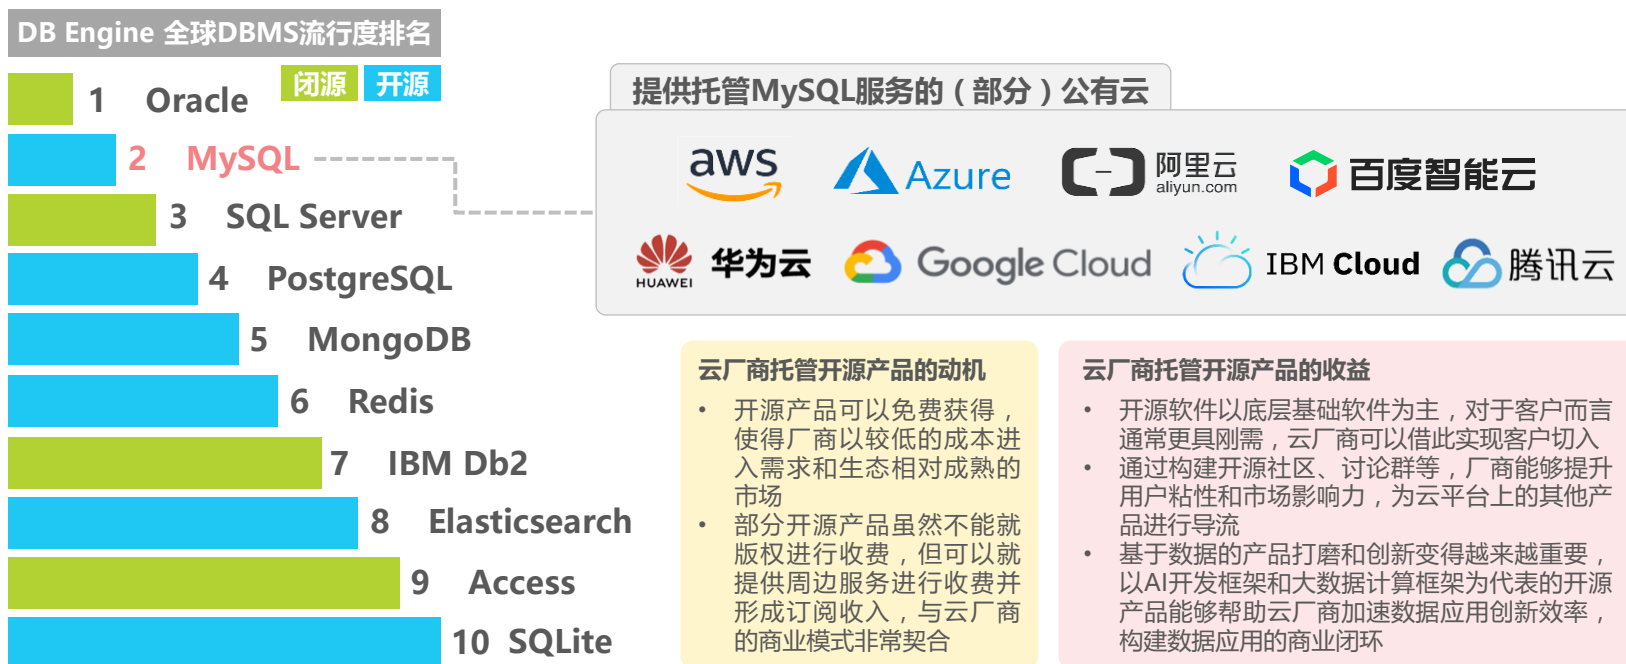 DB Engine 全球DBMS流行度排名
闭源 开源
1 Oracle
2 MySQL
3 SQL Server
4 PostgreSQL
5 MongoDB
6 Redis
7 IBM Db2
8 Elasticsearch
9 Access
10 SQLite
提供托管MySQL服务的（部分）公有云
aws
Azure
阿里云
aliyun.com
百度智能云
HUAWEI
华为云
Google Cloud
IBM Cloud
腾讯云
云厂商托管开源产品的动机
• 开源产品可以免费获得，
使得厂商以较低的成本进
入需求和生态相对成熟的
市场
• 部分开源产品虽然不能就
版权进行收费，但可以就
提供周边服务进行收费并
形成订阅收入，与云厂商
的商业模式非常契合
云厂商托管开源产品的收益
• 开源软件以底层基础软件为主，对于客户而言
通常更具刚需，云厂商可以借此实现客户切入
• 通过构建开源社区、讨论群等，厂商能够提升
用户粘性和市场影响力，为云平台上的其他产
品进行导流
• 基于数据的产品打磨和创新变得越来越重要，
以AI开发框架和大数据计算框架为代表的开源
产品能够帮助云厂商加速数据应用创新效率，
构建数据应用的商业闭环